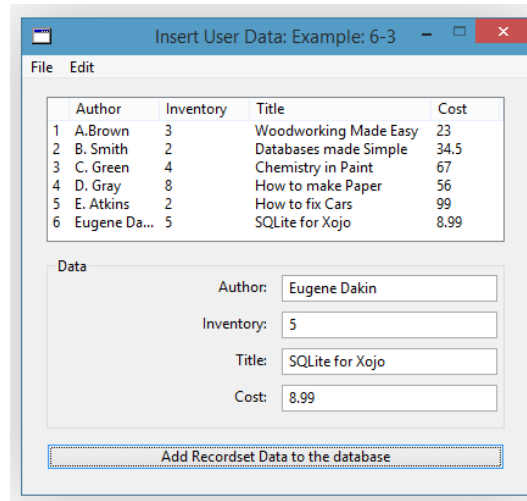 Insert User Data: Example: 6-3
File Edit
Author Inventory Title Cost
1 A.Brown 3 Woodworking Made Easy 23
2 B. Smith 2 Databases made Simple 34.5
3 C. Green 4 Chemistry in Paint 67
4 D. Gray 8 How to make Paper 56
5 E. Atkins 2 How to fix Cars 99
6 Eugene Da... 5 SQLite for Xojo 8.99
Data
Author: Eugene Dakin
Inventory: 5
Title: SQLite for Xojo
Cost: 8.99
Add Recordset Data to the database